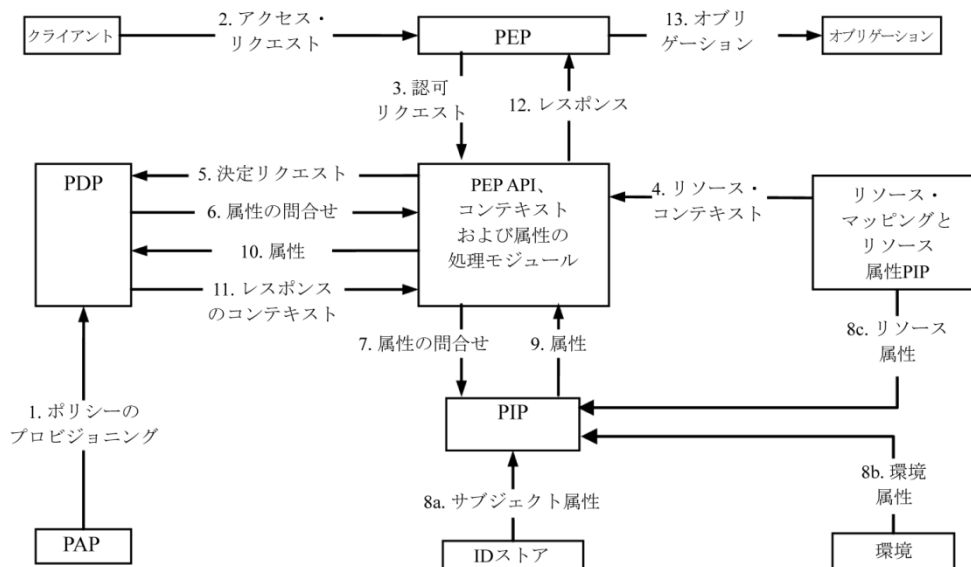 クライアント
2. アクセス・
リクエスト
PEP
13. オブリ
ゲーション
オブリゲーション
3. 認可
リクエスト
12. レスポンス
PDP
5. 決定リクエスト
6. 属性の問合せ
10. 属性
11. レスポンス
のコンテキスト
PEP API、
コンテキスト
および属性の
処理モジュール
4. リソース・
コンテキスト
リソース・
マッピングと
リソース
属性PIP
7. 属性の問合せ
9. 属性
8c. リソース
属性
1. ポリシーの
プロビジョニング
PIP
8a. サブジェクト属性
8b. 環境
属性
PAP
IDストア
環境